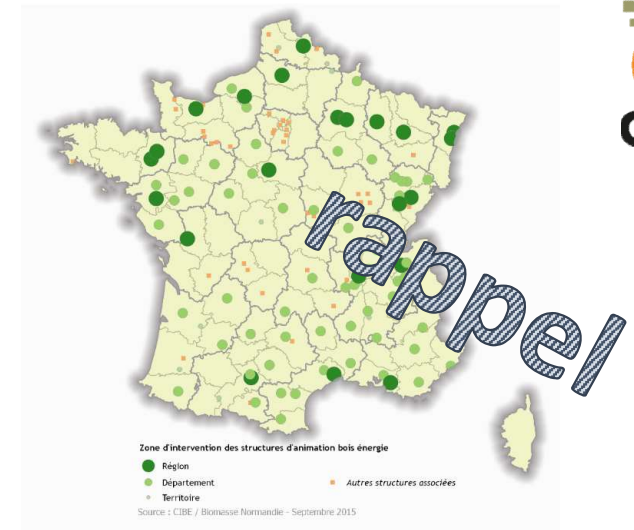 rappel
Zone d'intervention des structures d'animation bois énergie
Région
Département
Autres structures associées
Territoire
Source : CIBE / Biomasse Normandie - Septembre 2015